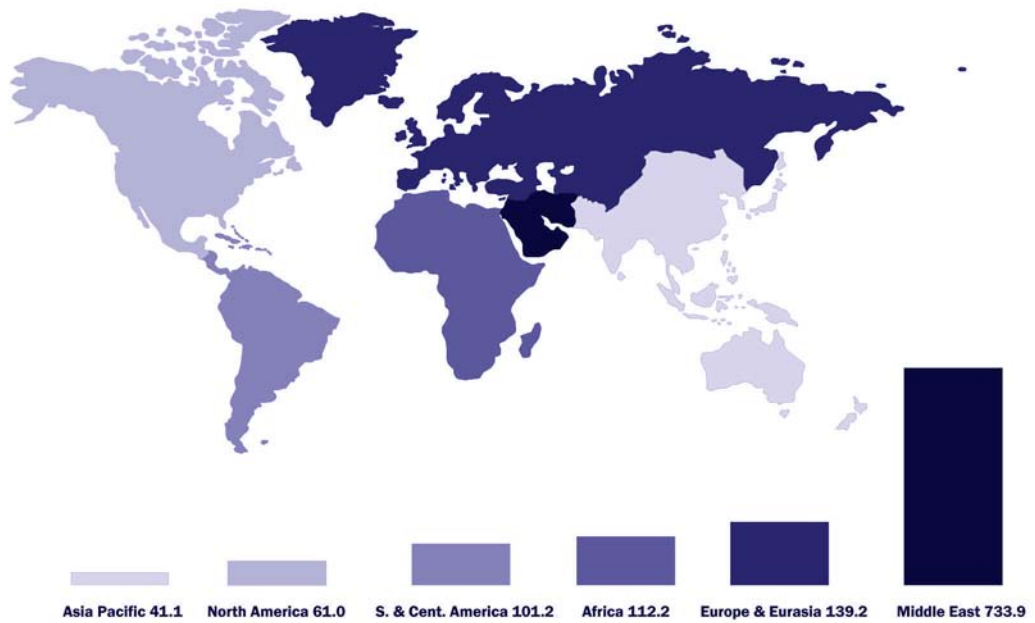 Asia Pacific 41.1
North America 61.0
S. & Cent. America 101.2
Africa 112.2
Europe & Eurasia 139.2
Middle East 733.9